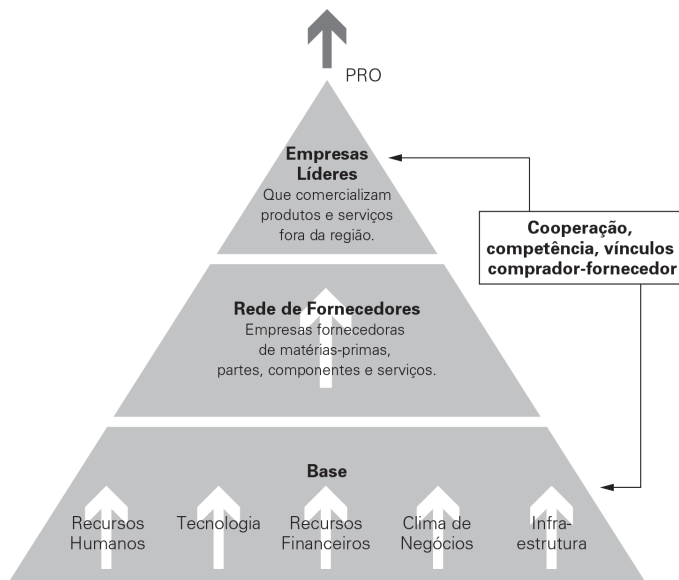 PRO
Empresas
Líderes
Que comercializam
produtos e serviços
fora da região.
Cooperação,
competência, vínculos
comprador-fornecedor
Rede de Fornecedores
Empresas fornecedoras
de matérias-primas,
partes, componentes e serviços.
Base
Recursos
Humanos
Tecnologia
Recursos
Financeiros
Clima de
Negócios
Infra-
estrutura